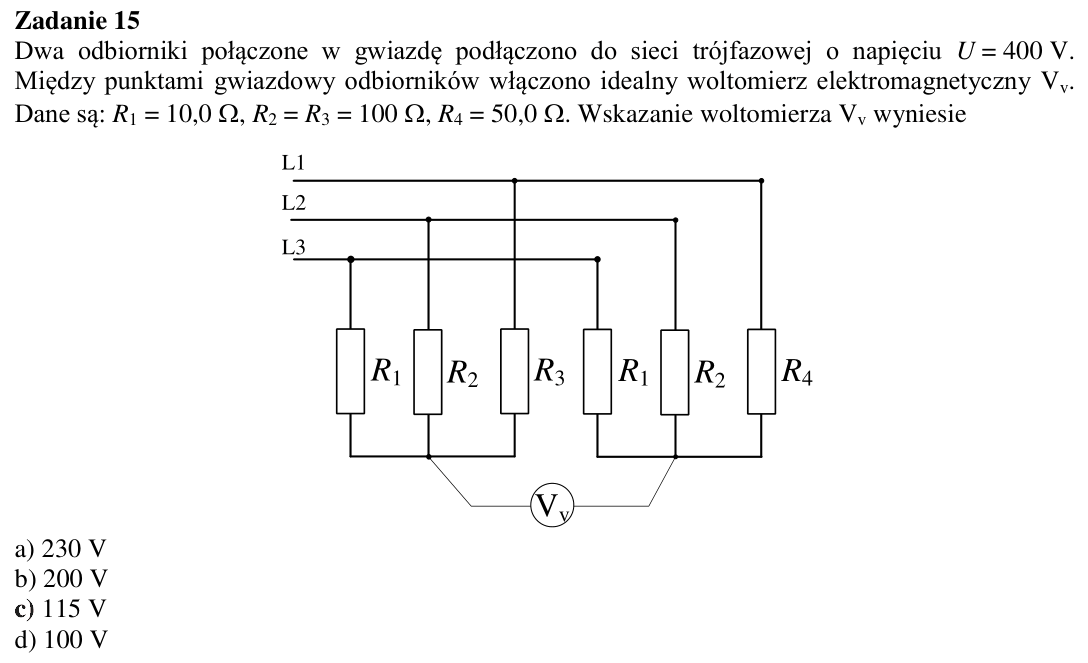 Zadanie 15
Dwa odbiorniki połączone w gwiazdę podłączono do sieci trójfazowej o napięciu U = 400 V.
Między punktami gwiazdowy odbiorników włączono idealny woltomierz elektromagnetyczny Vᵥ.
Dane są: R₁ = 10,0 Ω, R₂ = R₃ = 100 Ω, R₄ = 50,0 Ω. Wskazanie woltomierza Vᵥ wyniesie
L1
L2
L3
R₁ R₂ R₃ R₁ R₂ R₄
Vᵥ
a) 230 V
b) 200 V
c) 115 V
d) 100 V